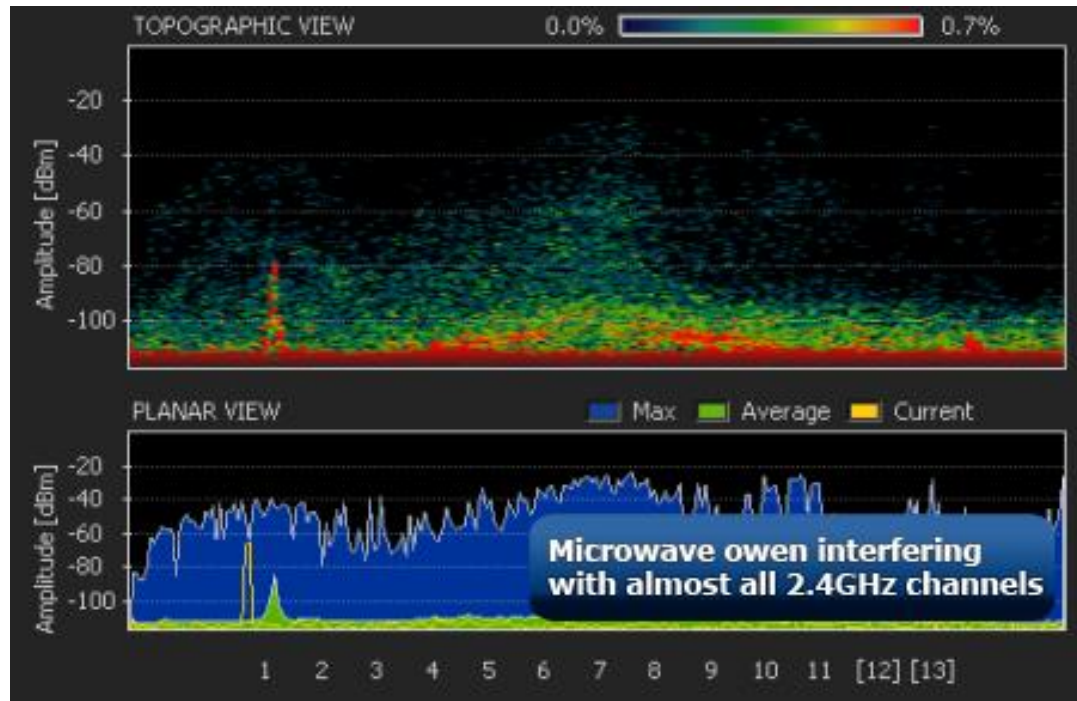 TOPOGRAPHIC VIEW 0.0% 0.7%
-20
-40
-60
-80
-100
Amplitude [dBm]
PLANAR VIEW Max Average Current
-20
-40
-60
-80
-100
Amplitude [dBm]
Microwave owen interfering
with almost all 2.4GHz channels
1 2 3 4 5 6 7 8 9 10 11 [12] [13]